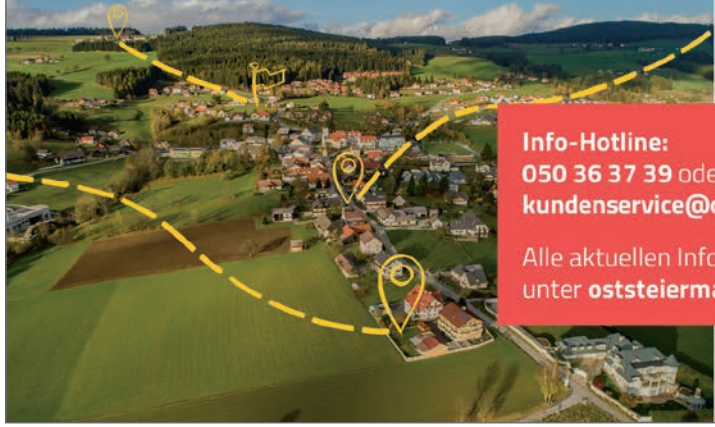 Info-Hotline:
050 36 37 39 ode
kundenservice@o
Alle aktuellen Info
unter oststeierma